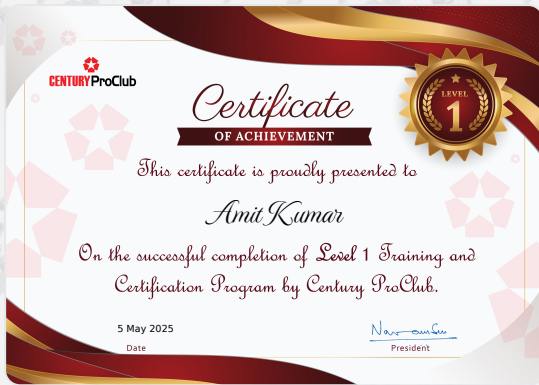 CENTURY ProClub
LEVEL
1
Certificate
OF ACHIEVEMENT
This certificate is proudly presented to
Amit Kumar
On the successful completion of Level 1 Training and
Certification Program by Century ProClub.
5 May 2025
Date
President